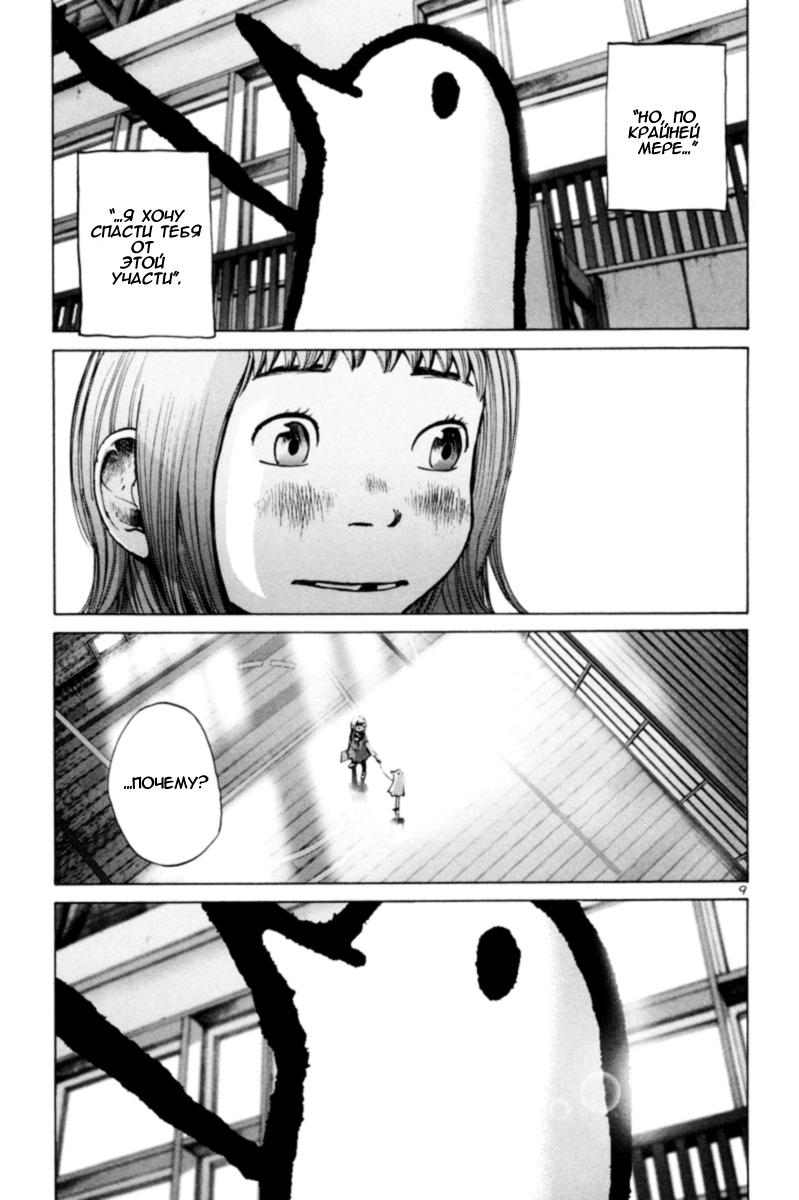 "НО, ПО
КРАЙНЕЙ
МЕРЕ..."
"...Я ХОЧУ
СПАСТИ ТЕБЯ
ОТ
ЭТОЙ
УЧАСТИ".
...ПОЧЕМУ?
9